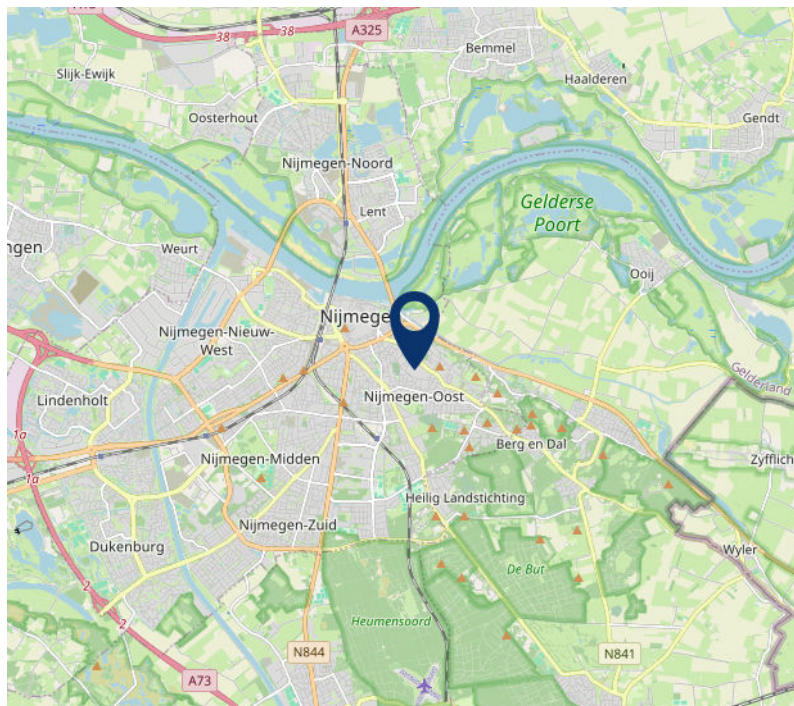 38
38
A325
Bemmel
Slijk-Ewijk
Haalderen
Oosterhout
Gendt
Nijmegen-Noord
Gelderse
Poort
Lent
ngen
Weurt
Ooij
Nijmege
Nijmegen-Nieuw-
West
Gelderland
Lindenholt
Nijmegen-Oost
1a
Berg en Dal
Nijmegen-Midden
Zyfflich
1a
Heilig Landstichting
Nijmegen-Zuid
Dukenburg
Wyler
De But
2
2
Heumensoord
N844
N841
A73